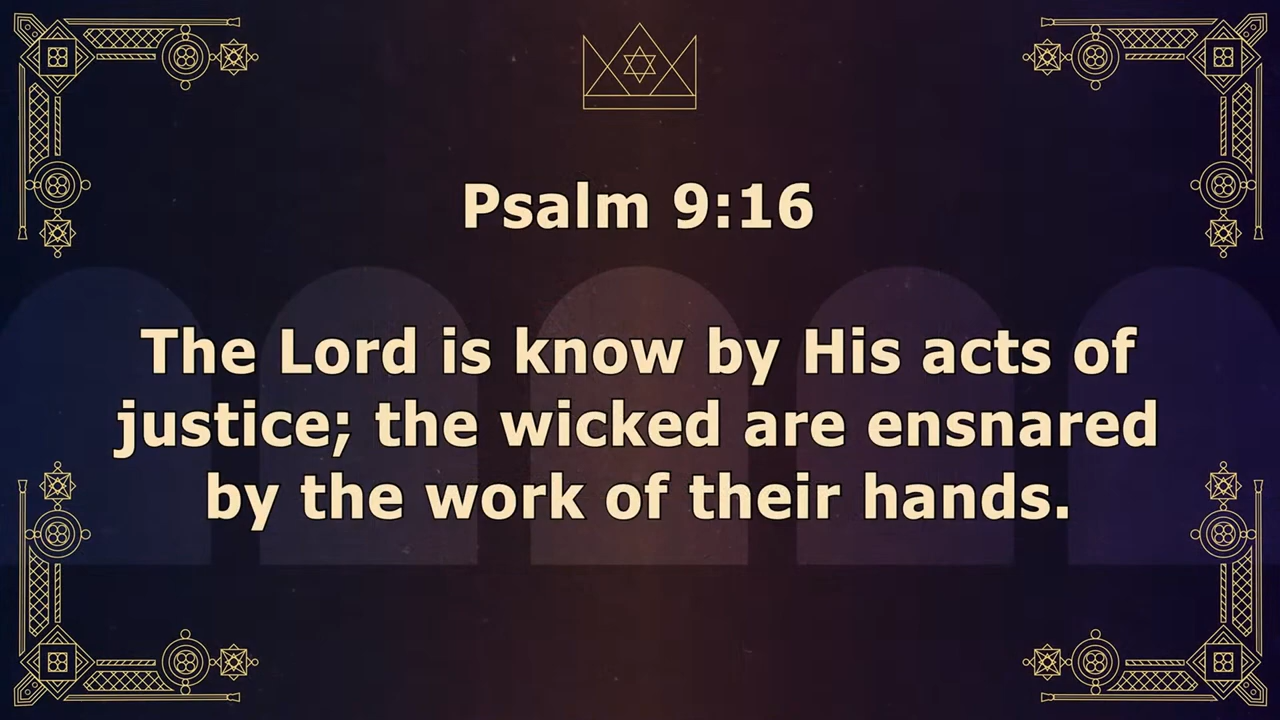 Psalm 9:16
The Lord is know by His acts of
justice; the wicked are ensnared
by the work of their hands.